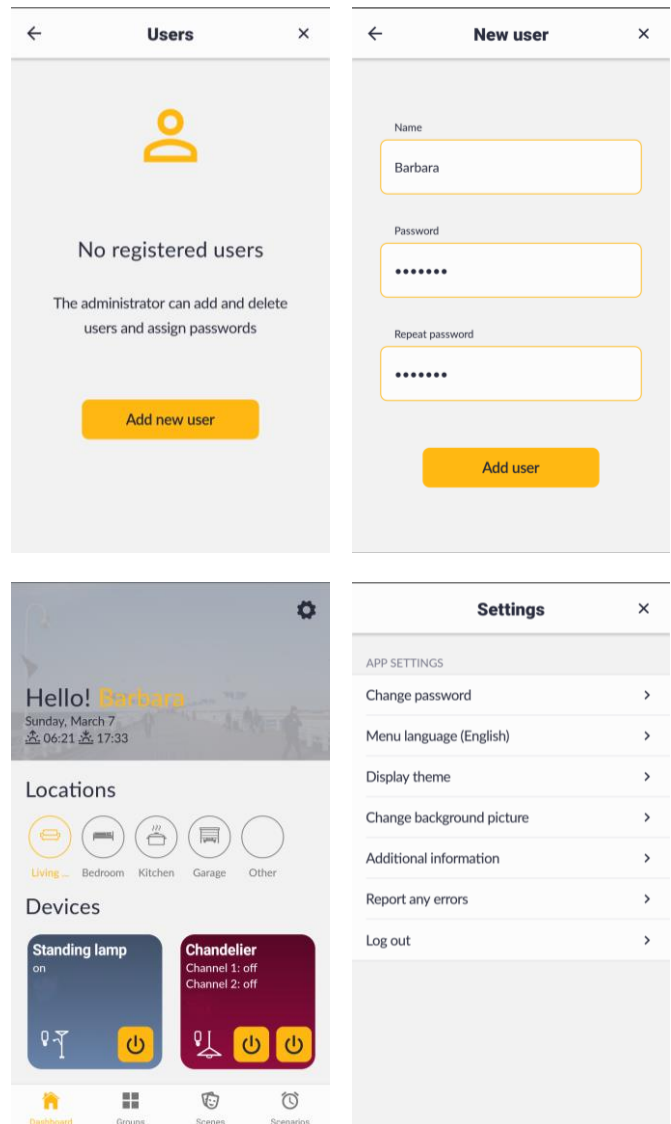 Users
No registered users
The administrator can add and delete
users and assign passwords
Add new user
New user
Name
Barbara
Password
•••••••
Repeat password
•••••••
Add user
Hello! Barbara
Sunday, March 7
06:21 17:33
Locations
Living ... Bedroom Kitchen Garage Other
Devices
Standing lamp
on
Chandelier
Channel 1: off
Channel 2: off
Dashboard Groups Scenes Scenarios
Settings
APP SETTINGS
Change password
Menu language (English)
Display theme
Change background picture
Additional information
Report any errors
Log out